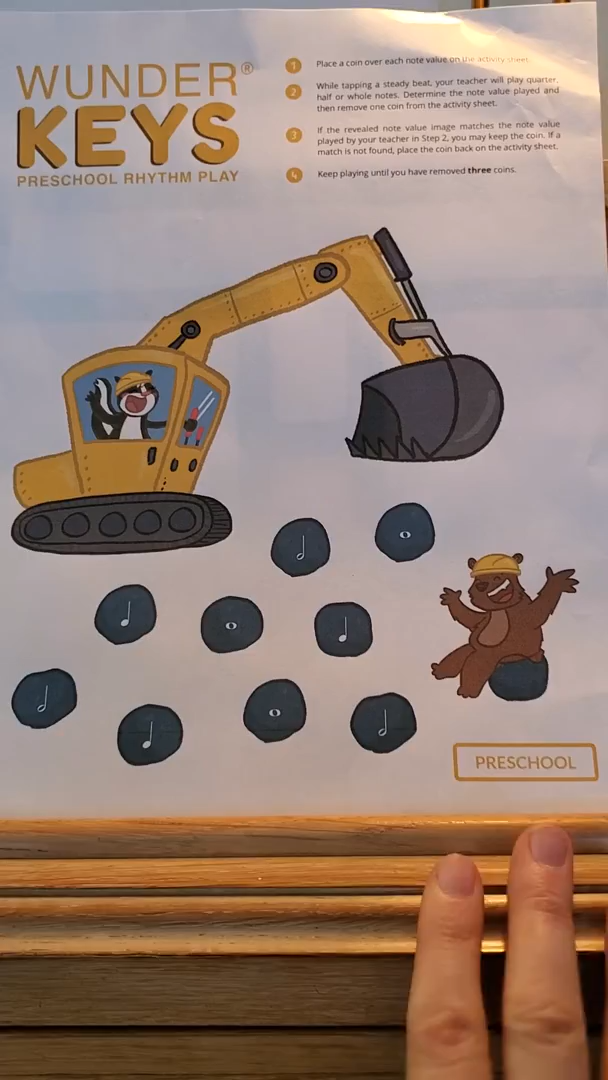 WUNDER®
KEYS
PRESCHOOL RHYTHM PLAY
1 Place a coin over each note value on the activity sheet.
2 While tapping a steady beat, your teacher will play quarter,
half or whole notes. Determine the note value played and
then remove one coin from the activity sheet.
3 If the revealed note value image matches the note value
played by your teacher in Step 2, you may keep the coin. If a
match is not found, place the coin back on the activity sheet.
4 Keep playing until you have removed three coins.
PRESCHOOL